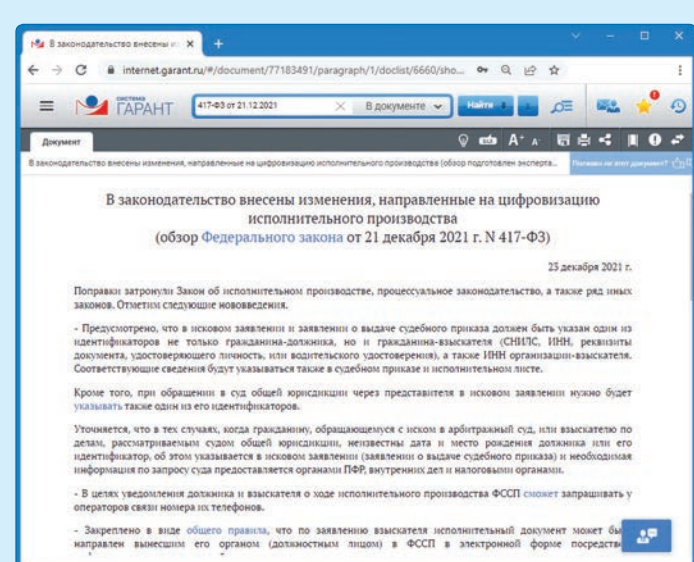 В законодательство внесены из
internet.garant.ru/#/document/77183491/paragraph/1/doclist/6660/sho...
СИСТЕМА
ГАРАНТ
417-ФЗ от 21.12.2021
В документе
Найти
Документ
A+ A-
В законодательство внесены изменения, направленные на цифровизацию исполнительного производства (обзор подготовлен эксперта...
Полезен ли этот документ?
В законодательство внесены изменения, направленные на цифровизацию
исполнительного производства
(обзор Федерального закона от 21 декабря 2021 г. N 417-ФЗ)
23 декабря 2021 г.
Поправки затронули Закон об исполнительном производстве, процессуальное законодательство, а также ряд иных
законов. Отметим следующие нововведения.
- Предусмотрено, что в исковом заявлении и заявлении о выдаче судебного приказа должен быть указан один из
идентификаторов не только гражданина-должника, но и гражданина-взыскателя (СНИЛС, ИНН, реквизиты
документа, удостоверяющего личность, или водительского удостоверения), а также ИНН организации-взыскателя.
Соответствующие сведения будут указываться также в судебном приказе и исполнительном листе.
Кроме того, при обращении в суд общей юрисдикции через представителя в исковом заявлении нужно будет
указывать также один из его идентификаторов.
Уточняется, что в тех случаях, когда гражданину, обращающемуся с иском в арбитражный суд, или взыскателю по
делам, рассматриваемым судом общей юрисдикции, неизвестны дата и место рождения должника или его
идентификатор, об этом указывается в исковом заявлении (заявлении о выдаче судебного приказа) и необходимая
информация по запросу суда предоставляется органами ПФР, внутренних дел и налоговыми органами.
- В целях уведомления должника и взыскателя о ходе исполнительного производства ФССП сможет запрашивать у
операторов связи номера их телефонов.
- Закреплено в виде общего правила, что по заявлению взыскателя исполнительный документ может бы
направлен вынесшим его органом (должностным лицом) в ФССП в электронной форме посредств